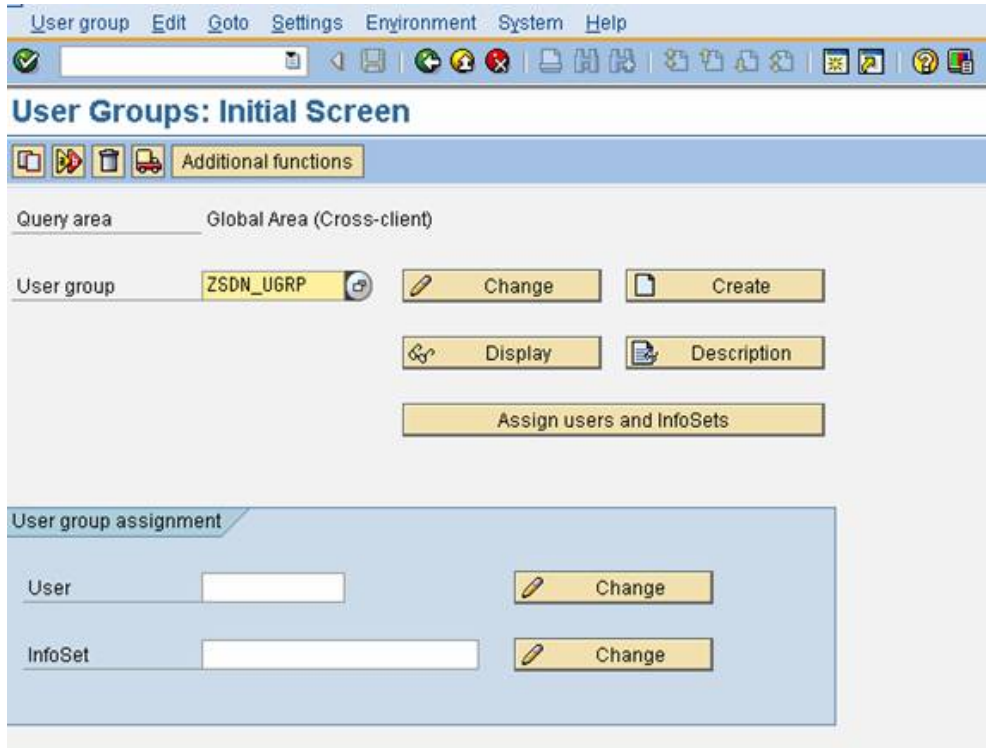 User group Edit Goto Settings Environment System Help
User Groups: Initial Screen
Additional functions
Query area Global Area (Cross-client)
User group ZSDN_UGRP Change Create
Display Description
Assign users and InfoSets
User group assignment
User Change
InfoSet Change